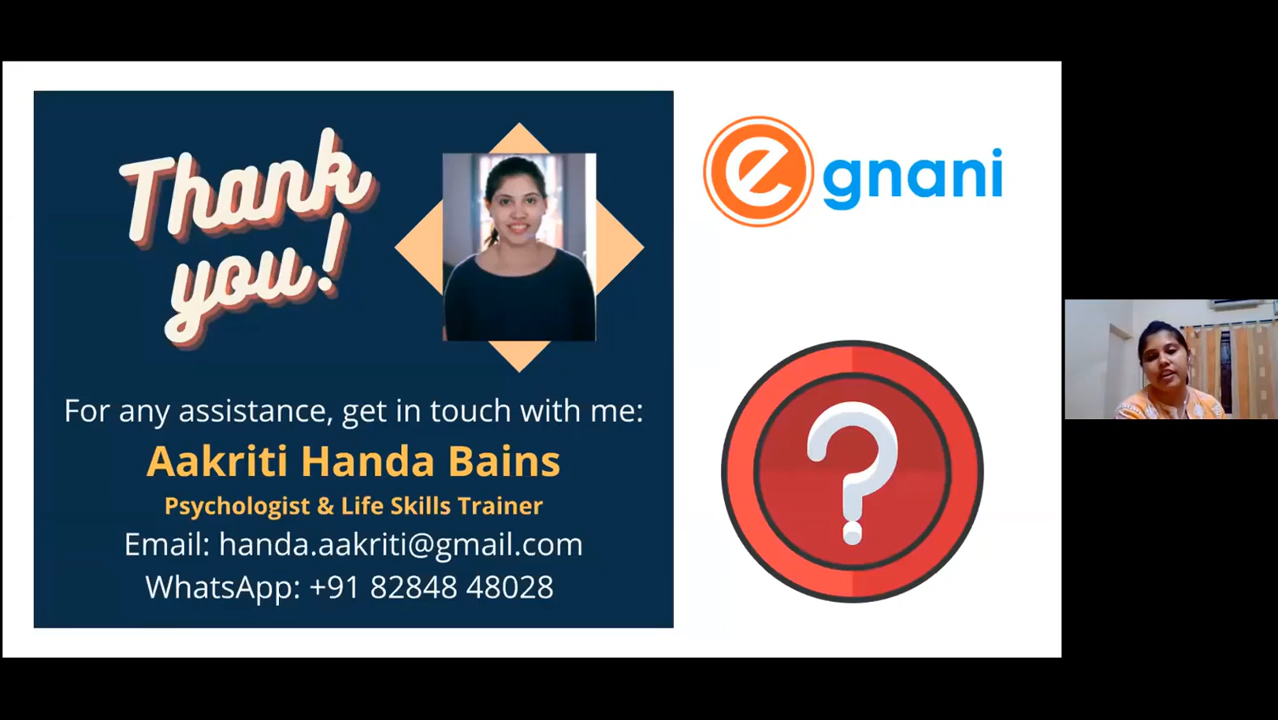 Thank
you!
e gnani
For any assistance, get in touch with me:
Aakriti Handa Bains
Psychologist & Life Skills Trainer
Email: handa.aakriti@gmail.com
WhatsApp: +91 82848 48028
?